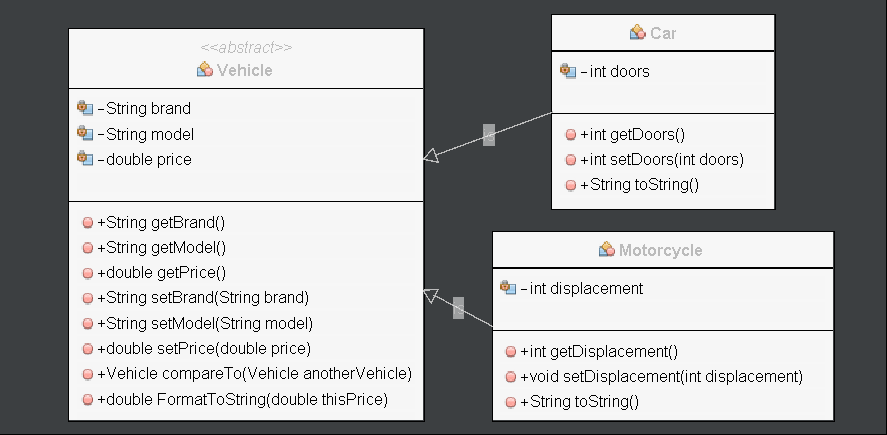 <<abstract>>
Vehicle
-String brand
-String model
-double price
+String getBrand()
+String getModel()
+double getPrice()
+String setBrand(String brand)
+String setModel(String model)
+double setPrice(double price)
+Vehicle compareTo(Vehicle anotherVehicle)
+double FormatToString(double thisPrice)
Car
-int doors
+int getDoors()
+int setDoors(int doors)
+String toString()
Motorcycle
-int displacement
+int getDisplacement()
+void setDisplacement(int displacement)
+String toString()